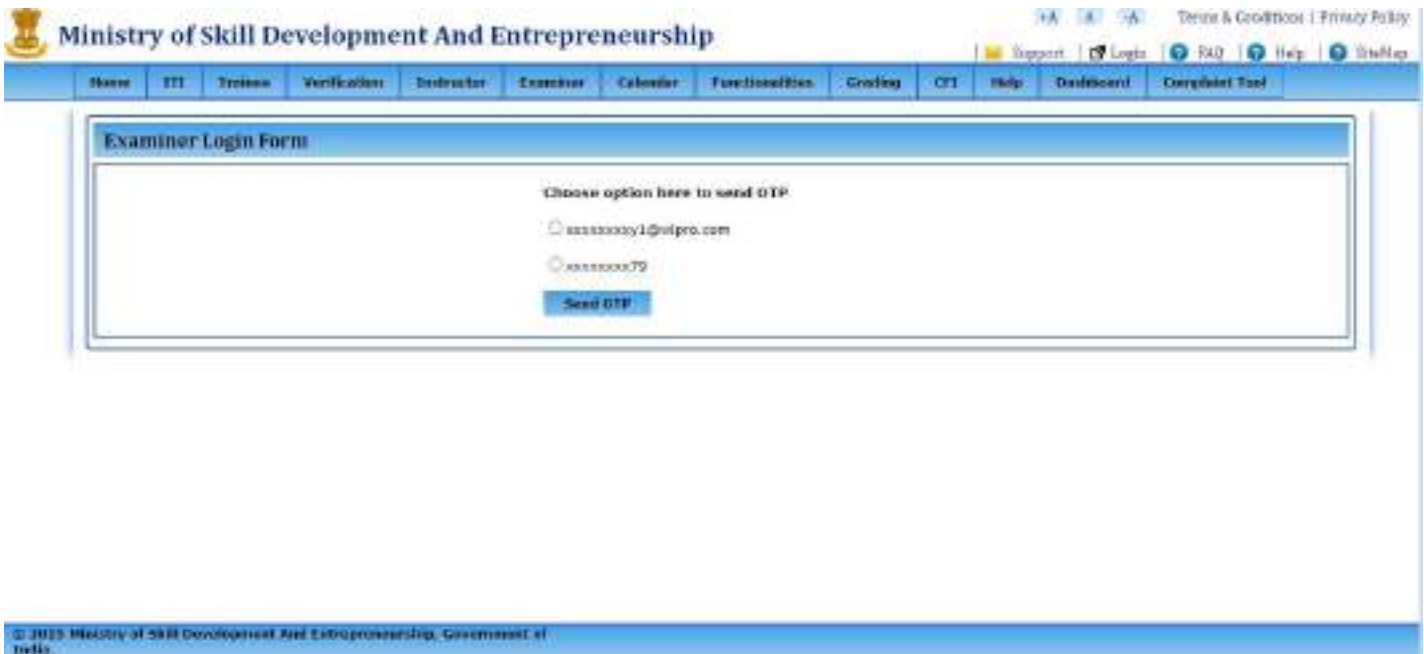 +A A -A Terms & Conditions | Privacy Policy
Ministry of Skill Development And Entrepreneurship
| Support | Login | FAQ | Help | SiteMap
Home ITI Trainee Verification Instructor Examiner Calendar Functionalities Grading CFI Help Dashboard Complaint Tool
Examiner Login Form
Choose option here to send OTP
xxxxxxxxy1@wipro.com
xxxxxxxx79
Send OTP
© 2015 Ministry of Skill Development And Entrepreneurship, Government of
India